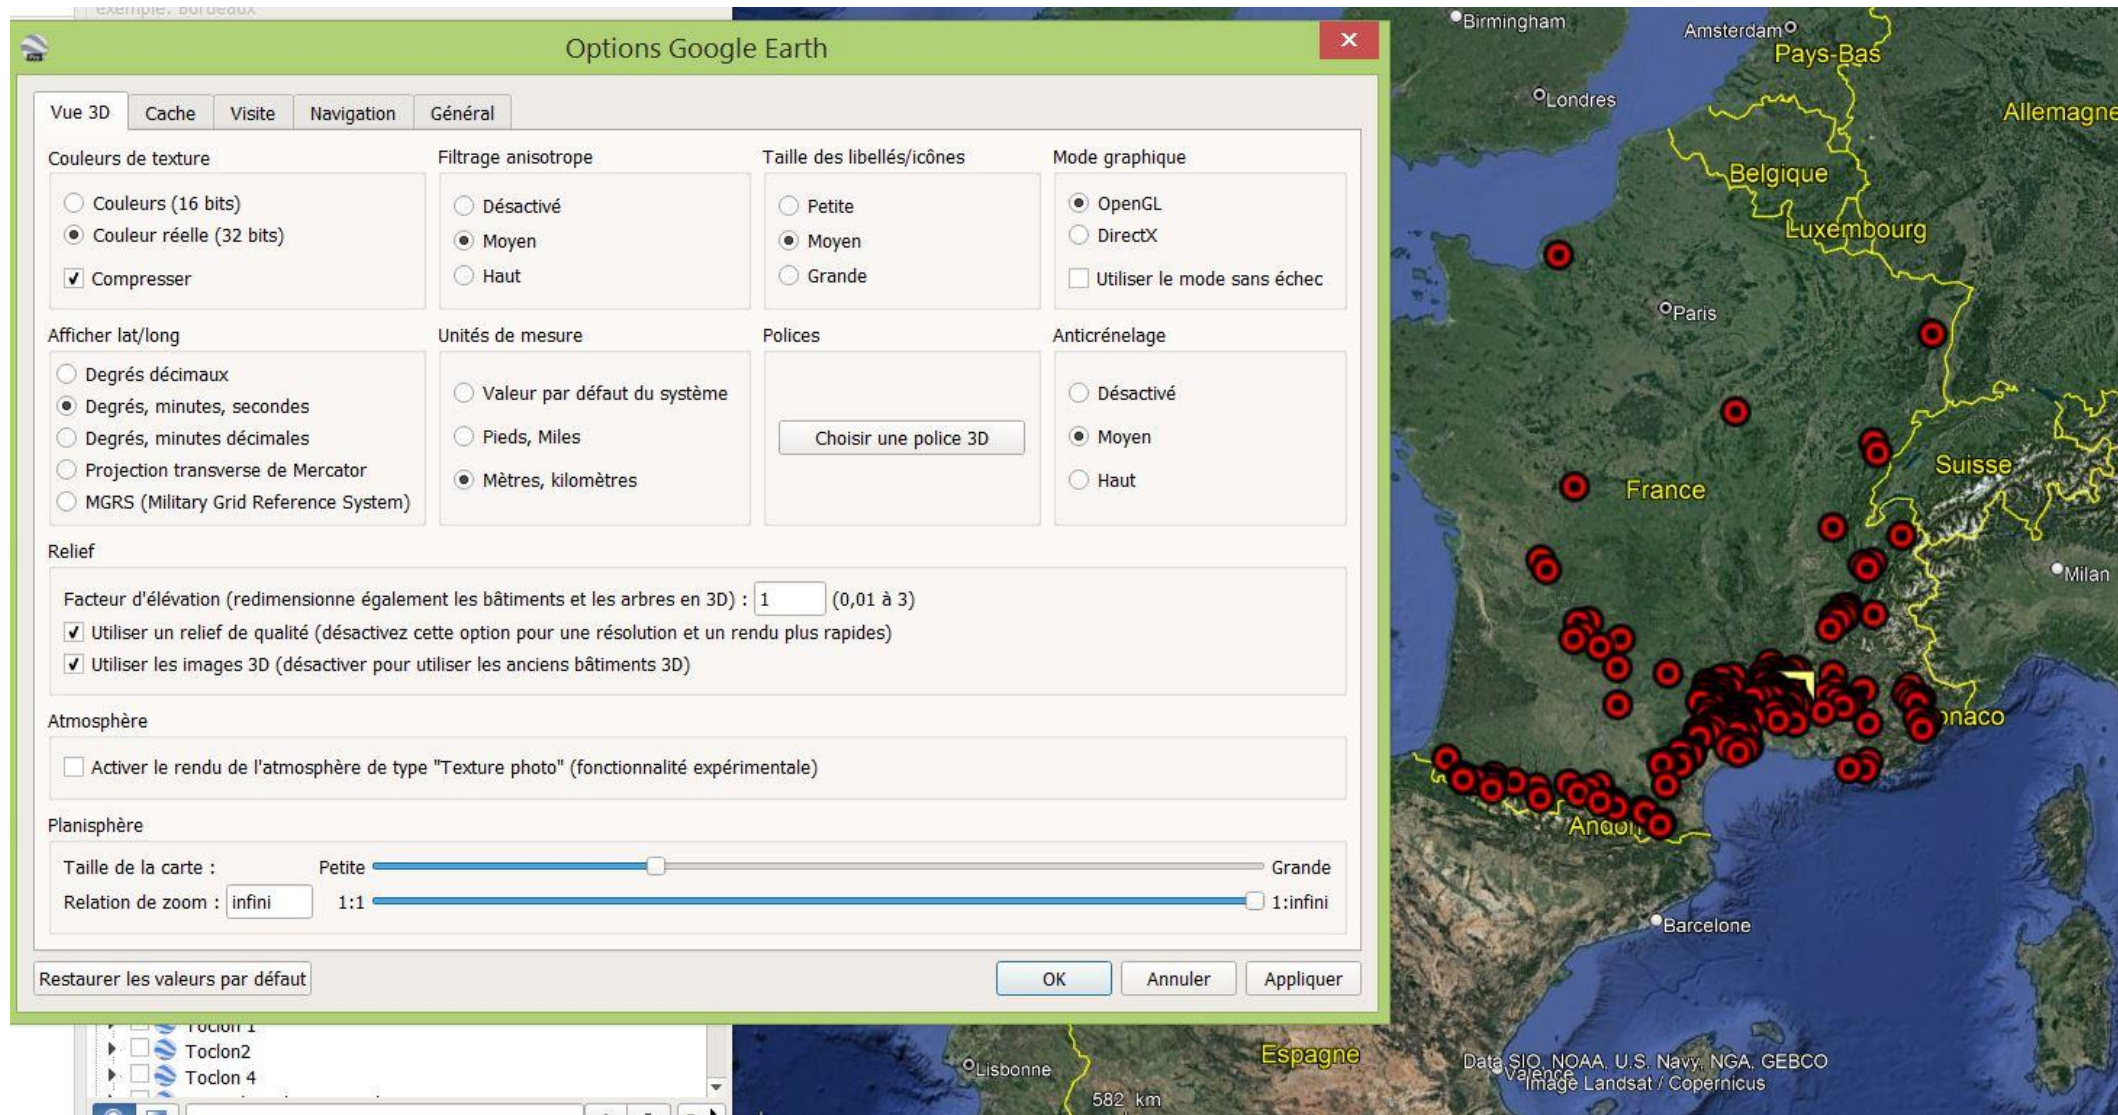 exemple: Bordeaux
Options Google Earth
Vue 3D Cache Visite Navigation Général
Couleurs de texture
Couleurs (16 bits)
Couleur réelle (32 bits)
Compresser
Filtrage anisotrope
Désactivé
Moyen
Haut
Taille des libellés/icônes
Petite
Moyen
Grande
Mode graphique
OpenGL
DirectX
Utiliser le mode sans échec
Afficher lat/long
Degrés décimaux
Degrés, minutes, secondes
Degrés, minutes décimales
Projection transverse de Mercator
MGRS (Military Grid Reference System)
Unités de mesure
Valeur par défaut du système
Pieds, Miles
Mètres, kilomètres
Polices
Choisir une police 3D
Anticrénelage
Désactivé
Moyen
Haut
Relief
Facteur d'élévation (redimensionne également les bâtiments et les arbres en 3D) : 1 (0,01 à 3)
Utiliser un relief de qualité (désactivez cette option pour une résolution et un rendu plus rapides)
Utiliser les images 3D (désactiver pour utiliser les anciens bâtiments 3D)
Atmosphère
Activer le rendu de l'atmosphère de type "Texture photo" (fonctionnalité expérimentale)
Planisphère
Taille de la carte : Petite Grande
Relation de zoom : infini 1:1 1:infini
Restaurer les valeurs par défaut OK Annuler Appliquer
Toclon 1
Toclon2
Toclon 4
Birmingham
Amsterdam
Pays-Bas
Londres
Allemagne
Belgique
Luxembourg
Paris
Suisse
France
Milan
onaco
Andorr
Barcelone
Espagne
Lisbonne
Valence
Data SIO, NOAA, U.S. Navy, NGA, GEBCO
Image Landsat / Copernicus
582 km